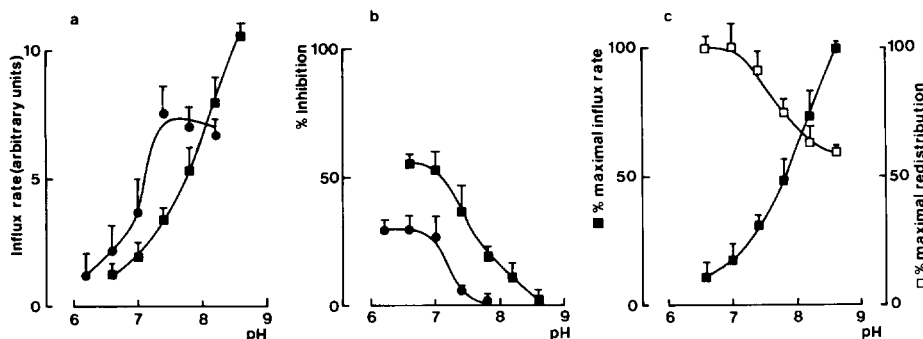 a
Influx rate(arbitrary units)
10
5
0
6
7
8
9
pH
b
% Inhibition
100
50
0
6
7
8
9
pH
c
■ % maximal influx rate
100
50
0
6
7
8
9
pH
100
50
0
□ % maximal redistribution